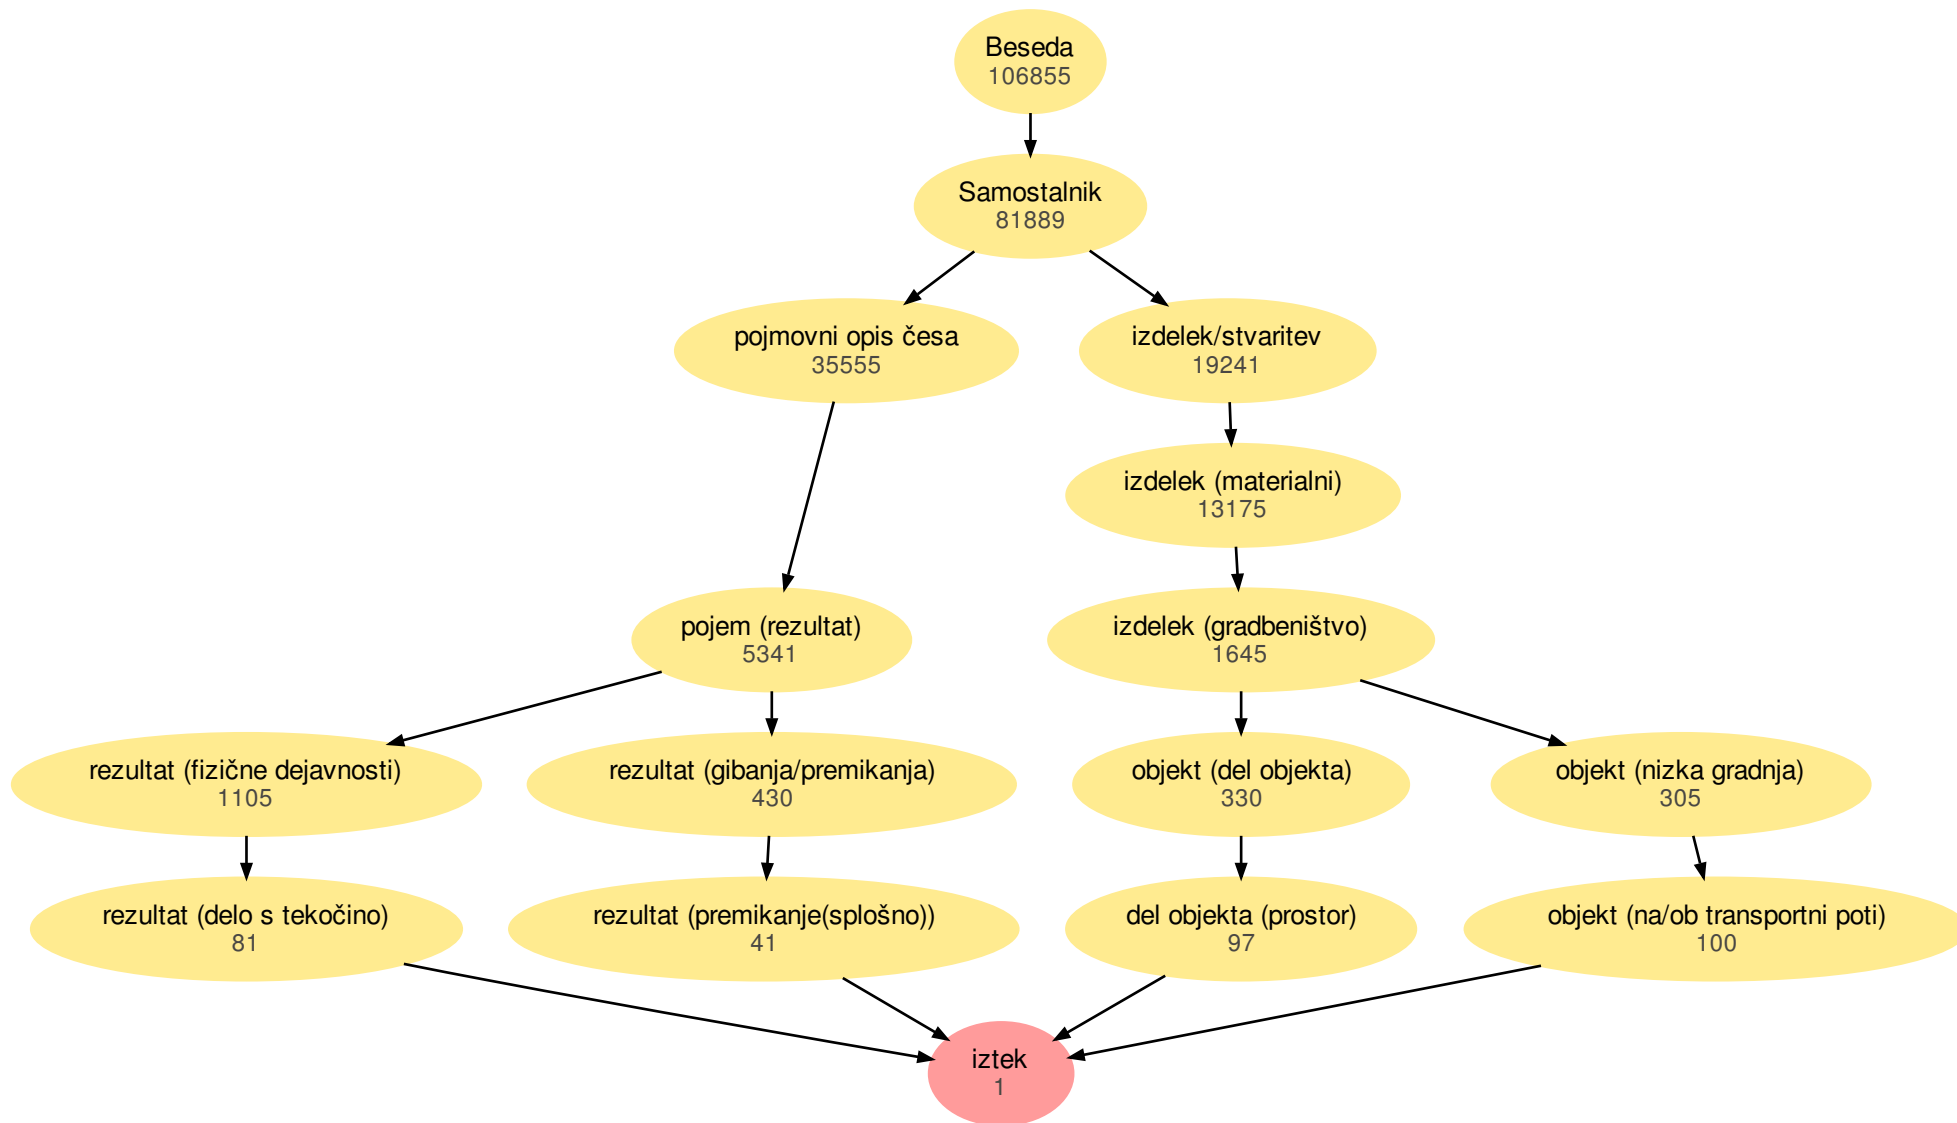 Beseda
106855
Samostalnik
81889
pojmovni opis česa
35555
izdelek/stvaritev
19241
izdelek (materialni)
13175
pojem (rezultat)
5341
izdelek (gradbeništvo)
1645
rezultat (fizične dejavnosti)
1105
rezultat (gibanja/premikanja)
430
objekt (del objekta)
330
objekt (nizka gradnja)
305
rezultat (delo s tekočino)
81
rezultat (premikanje(splošno))
41
del objekta (prostor)
97
objekt (na/ob transportni poti)
100
iztek
1